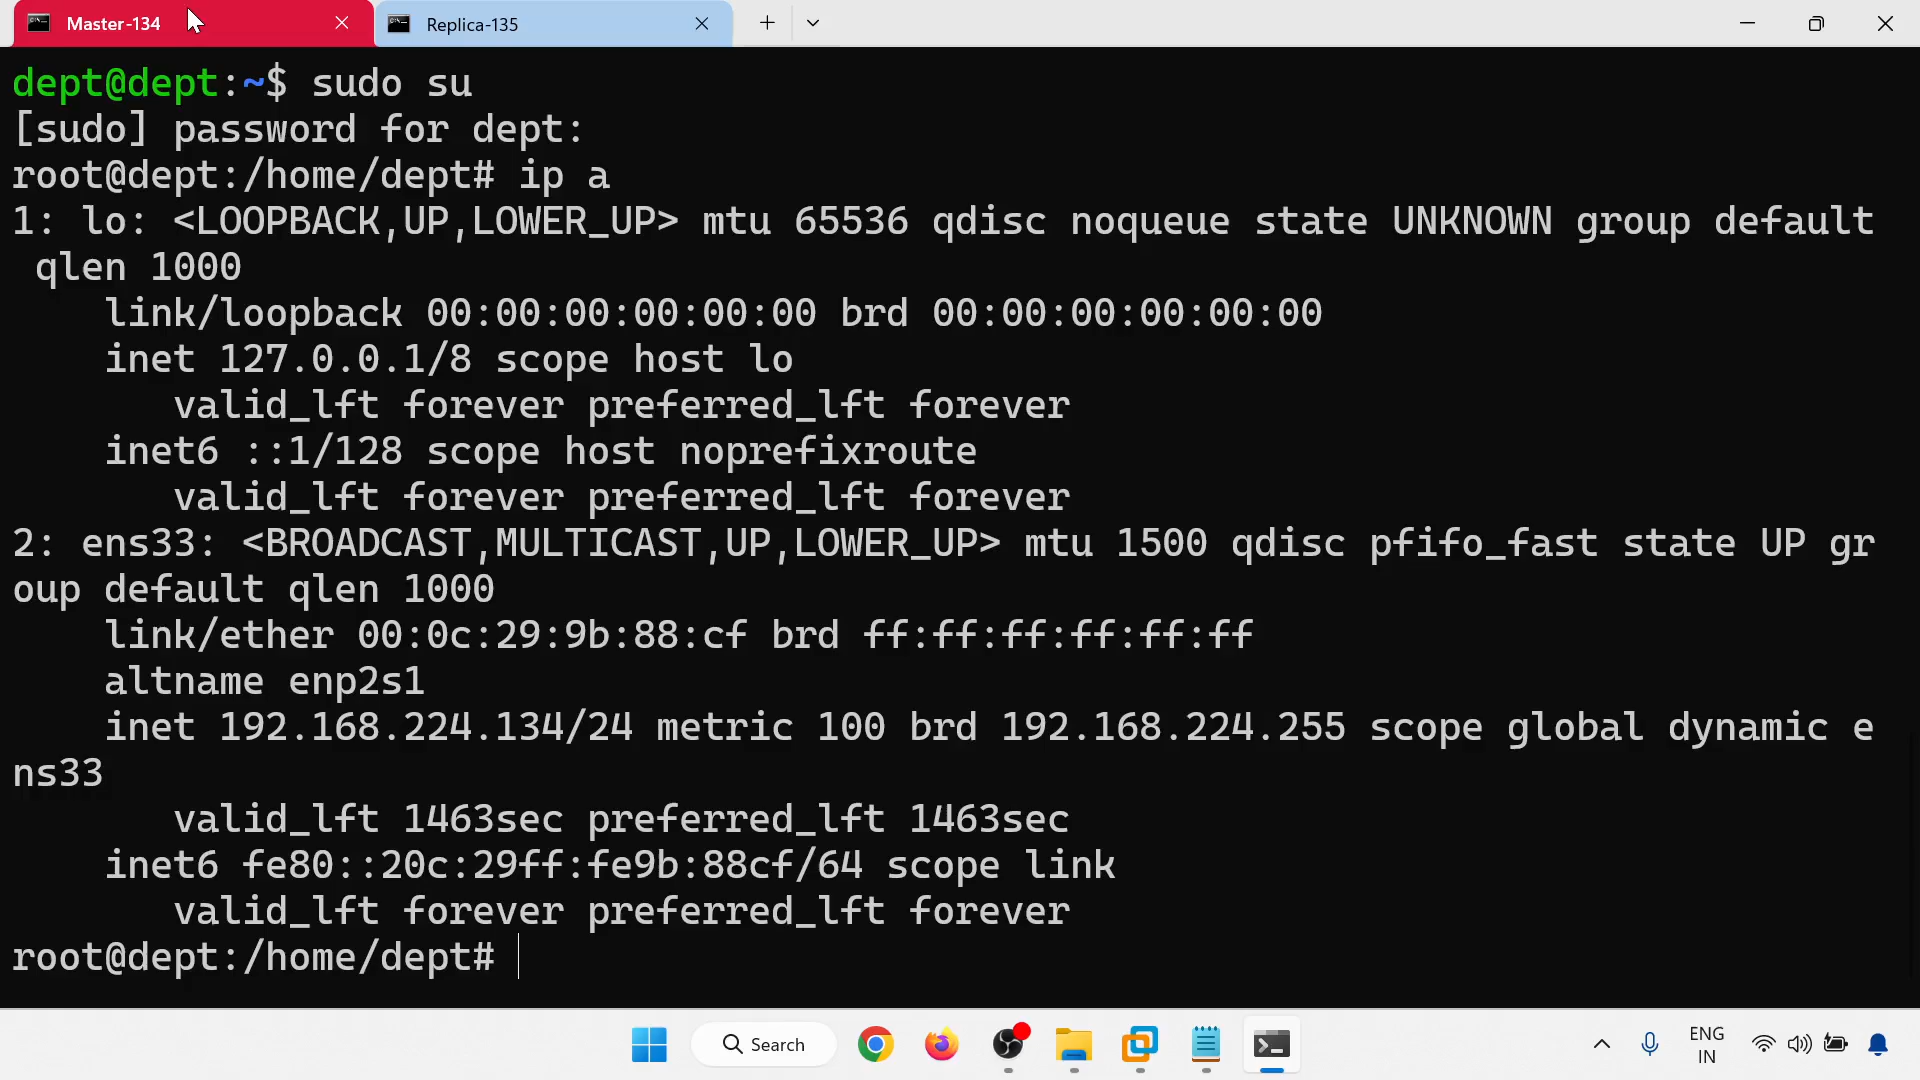 Master-134
Replica-135
dept@dept:~$ sudo su
[sudo] password for dept:
root@dept:/home/dept# ip a
1: lo: <LOOPBACK,UP,LOWER_UP> mtu 65536 qdisc noqueue state UNKNOWN group default
 qlen 1000
    link/loopback 00:00:00:00:00:00 brd 00:00:00:00:00:00
    inet 127.0.0.1/8 scope host lo
       valid_lft forever preferred_lft forever
    inet6 ::1/128 scope host noprefixroute
       valid_lft forever preferred_lft forever
2: ens33: <BROADCAST,MULTICAST,UP,LOWER_UP> mtu 1500 qdisc pfifo_fast state UP gr
oup default qlen 1000
    link/ether 00:0c:29:9b:88:cf brd ff:ff:ff:ff:ff:ff
    altname enp2s1
    inet 192.168.224.134/24 metric 100 brd 192.168.224.255 scope global dynamic e
ns33
       valid_lft 1463sec preferred_lft 1463sec
    inet6 fe80::20c:29ff:fe9b:88cf/64 scope link
       valid_lft forever preferred_lft forever
root@dept:/home/dept#
Search
ENG
IN